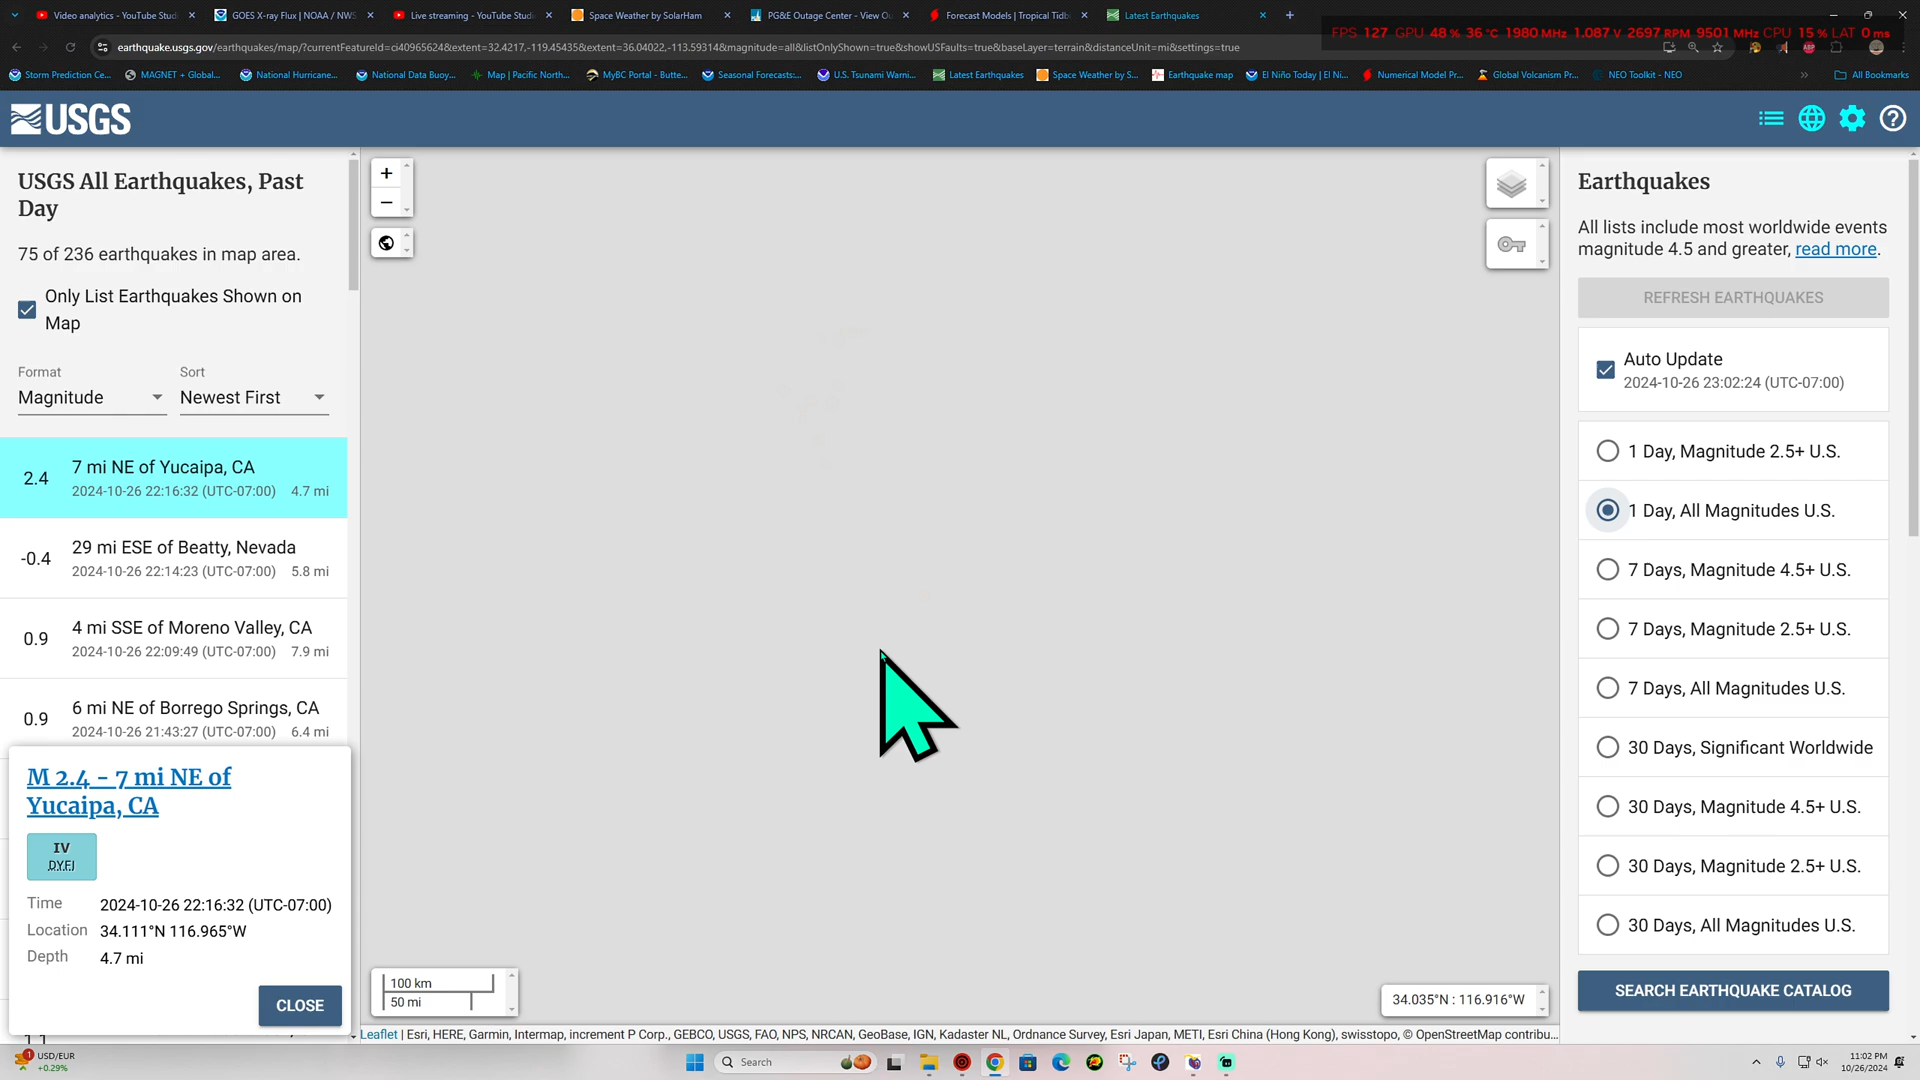 Video analytics - YouTube Studi
GOES X-ray Flux | NOAA / NWS
Live streaming - YouTube Studi
Space Weather by SolarHam
PG&E Outage Center - View Ou
Forecast Models | Tropical Tidbi
Latest Earthquakes
FPS 127 GPU 48 % 36 °C 1980 MHz 1.087 V 2697 RPM 9501 MHz CPU 15 % LAT 0 ms
earthquake.usgs.gov/earthquakes/map/?currentFeatureId=ci40965624&extent=32.4217,-119.45435&extent=36.04022,-113.59314&magnitude=all&listOnlyShown=true&showUSFaults=true&baseLayer=terrain&distanceUnit=mi&settings=true
Storm Prediction Ce...
MAGNET + Global...
National Hurricane...
National Data Buoy...
Map | Pacific North...
MyBC Portal - Butte...
Seasonal Forecasts:...
U.S. Tsunami Warni...
Latest Earthquakes
Space Weather by S...
Earthquake map
El Niño Today | El Ni...
Numerical Model Pr...
Global Volcanism Pr...
NEO Toolkit - NEO
All Bookmarks
USGS
USGS All Earthquakes, Past
Day
75 of 236 earthquakes in map area.
Only List Earthquakes Shown on
Map
Format
Sort
Magnitude
Newest First
2.4
7 mi NE of Yucaipa, CA
2024-10-26 22:16:32 (UTC-07:00) 4.7 mi
-0.4
29 mi ESE of Beatty, Nevada
2024-10-26 22:14:23 (UTC-07:00) 5.8 mi
0.9
4 mi SSE of Moreno Valley, CA
2024-10-26 22:09:49 (UTC-07:00) 7.9 mi
0.9
6 mi NE of Borrego Springs, CA
2024-10-26 21:43:27 (UTC-07:00) 6.4 mi
M 2.4 - 7 mi NE of
Yucaipa, CA
IV
DYFI
Time 2024-10-26 22:16:32 (UTC-07:00)
Location 34.111°N 116.965°W
Depth 4.7 mi
CLOSE
1.1
+
−
100 km
50 mi
34.035°N : 116.916°W
Leaflet | Esri, HERE, Garmin, Intermap, increment P Corp., GEBCO, USGS, FAO, NPS, NRCAN, GeoBase, IGN, Kadaster NL, Ordnance Survey, Esri Japan, METI, Esri China (Hong Kong), swisstopo, © OpenStreetMap contribu...
Earthquakes
All lists include most worldwide events
magnitude 4.5 and greater, read more.
REFRESH EARTHQUAKES
Auto Update
2024-10-26 23:02:24 (UTC-07:00)
1 Day, Magnitude 2.5+ U.S.
1 Day, All Magnitudes U.S.
7 Days, Magnitude 4.5+ U.S.
7 Days, Magnitude 2.5+ U.S.
7 Days, All Magnitudes U.S.
30 Days, Significant Worldwide
30 Days, Magnitude 4.5+ U.S.
30 Days, Magnitude 2.5+ U.S.
30 Days, All Magnitudes U.S.
SEARCH EARTHQUAKE CATALOG
1
USD/EUR
+0.29%
Search
11:02 PM
10/26/2024